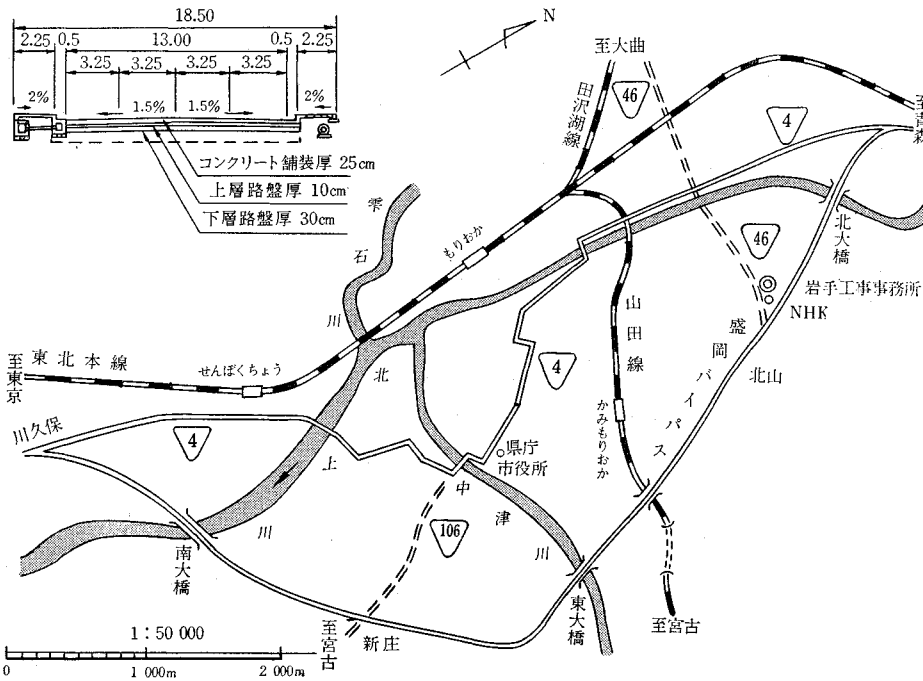 18.50
2.25 0.5 13.00 0.5 2.25
3.25 3.25 3.25 3.25
2% 1.5% 1.5% 2%
コンクリート舗装厚 25cm
上層路盤厚 10cm
下層路盤厚 30cm
N
至大曲
田沢湖線
46
4
至青森
雫石川
もりおか
北大橋
46
岩手工事事務所
NHK
山田線
盛岡バイパス
北山
至東京
東北本線
せんぼくちょう
4
かみもりおか
川久保
4
北上川
県庁
市役所
中津川
106
南大橋
東大橋
至宮古
至宮古
新庄
1:50 000
0 1 000m 2 000m